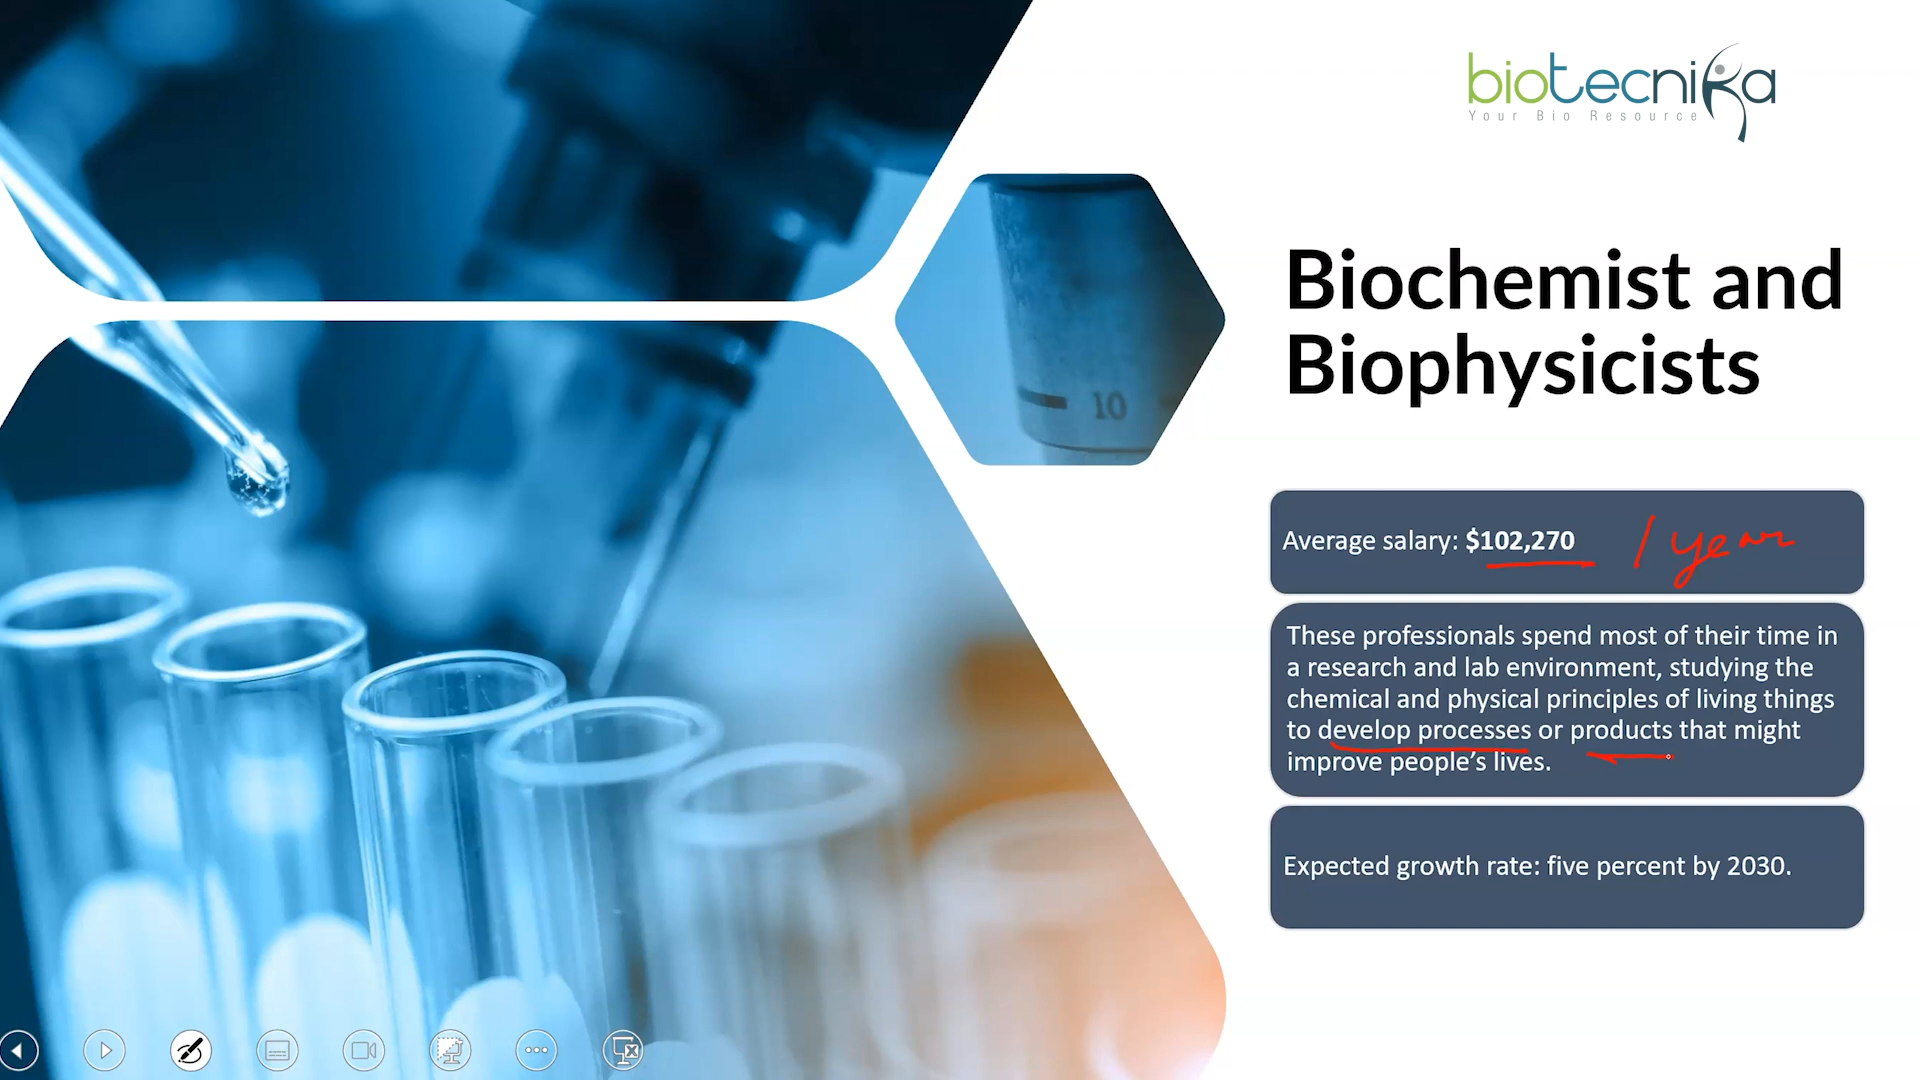 biotecnika
Your Bio Resource
Biochemist and
Biophysicists
10
Average salary: $102,270 / year
These professionals spend most of their time in
a research and lab environment, studying the
chemical and physical principles of living things
to develop processes or products that might
improve people’s lives.
Expected growth rate: five percent by 2030.